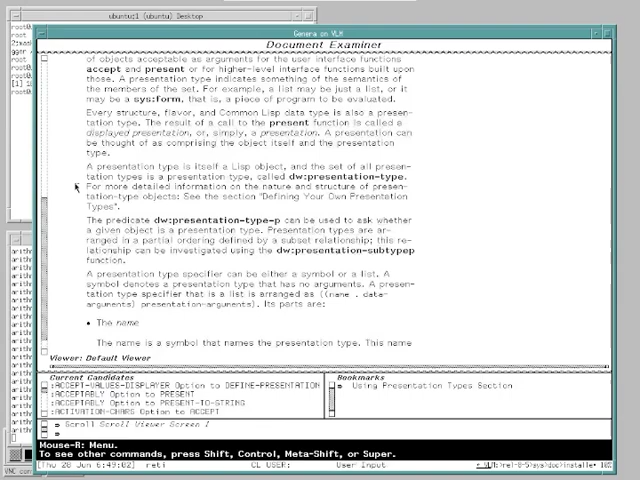 ubuntu:1 (ubuntu) Desktop
Genera on VLM
Document Examiner
of objects acceptable as arguments for the user interface functions
accept and present or for higher-level interface functions built upon
those. A presentation type indicates something of the semantics of
the members of the set. For example, a list may be just a list, or it
may be a sys:form, that is, a piece of program to be evaluated.
Every structure, flavor, and Common Lisp data type is also a presen-
tation type. The result of a call to the present function is called a
displayed presentation, or, simply, a presentation. A presentation can
be thought of as comprising the object itself and the presentation
type.
A presentation type is itself a Lisp object, and the set of all presen-
tation types is a presentation type, called dw:presentation-type.
For more detailed information on the nature and structure of presen-
tation-type objects: See the section "Defining Your Own Presentation
Types".
The predicate dw:presentation-type-p can be used to ask whether
a given object is a presentation type. Presentation types are ar-
ranged in a partial ordering defined by a subset relationship; this re-
lationship can be investigated using the dw:presentation-subtypep
function.
A presentation type specifier can be either a symbol or a list. A
symbol denotes a presentation type that has no arguments. A presen-
tation type specifier that is a list is arranged as ((name . data-
arguments) presentation-arguments). Its parts are:
• The name
The name is a symbol that names the presentation type. This name
Viewer: Default Viewer
Current Candidates
:ACCEPT-VALUES-DISPLAYER Option to DEFINE-PRESENTATION
:ACCEPTABLY Option to PRESENT
:ACCEPTABLY Option to PRESENT-TO-STRING
:ACTIVATION-CHARS Option to ACCEPT
Bookmarks
Using Presentation Types Section
Scroll Scroll Viewer Screen 1
Mouse-R: Menu.
To see other commands, press Shift, Control, Meta-Shift, or Super.
[Thu 28 Jun 6:49:02] reti CL USER: User Input